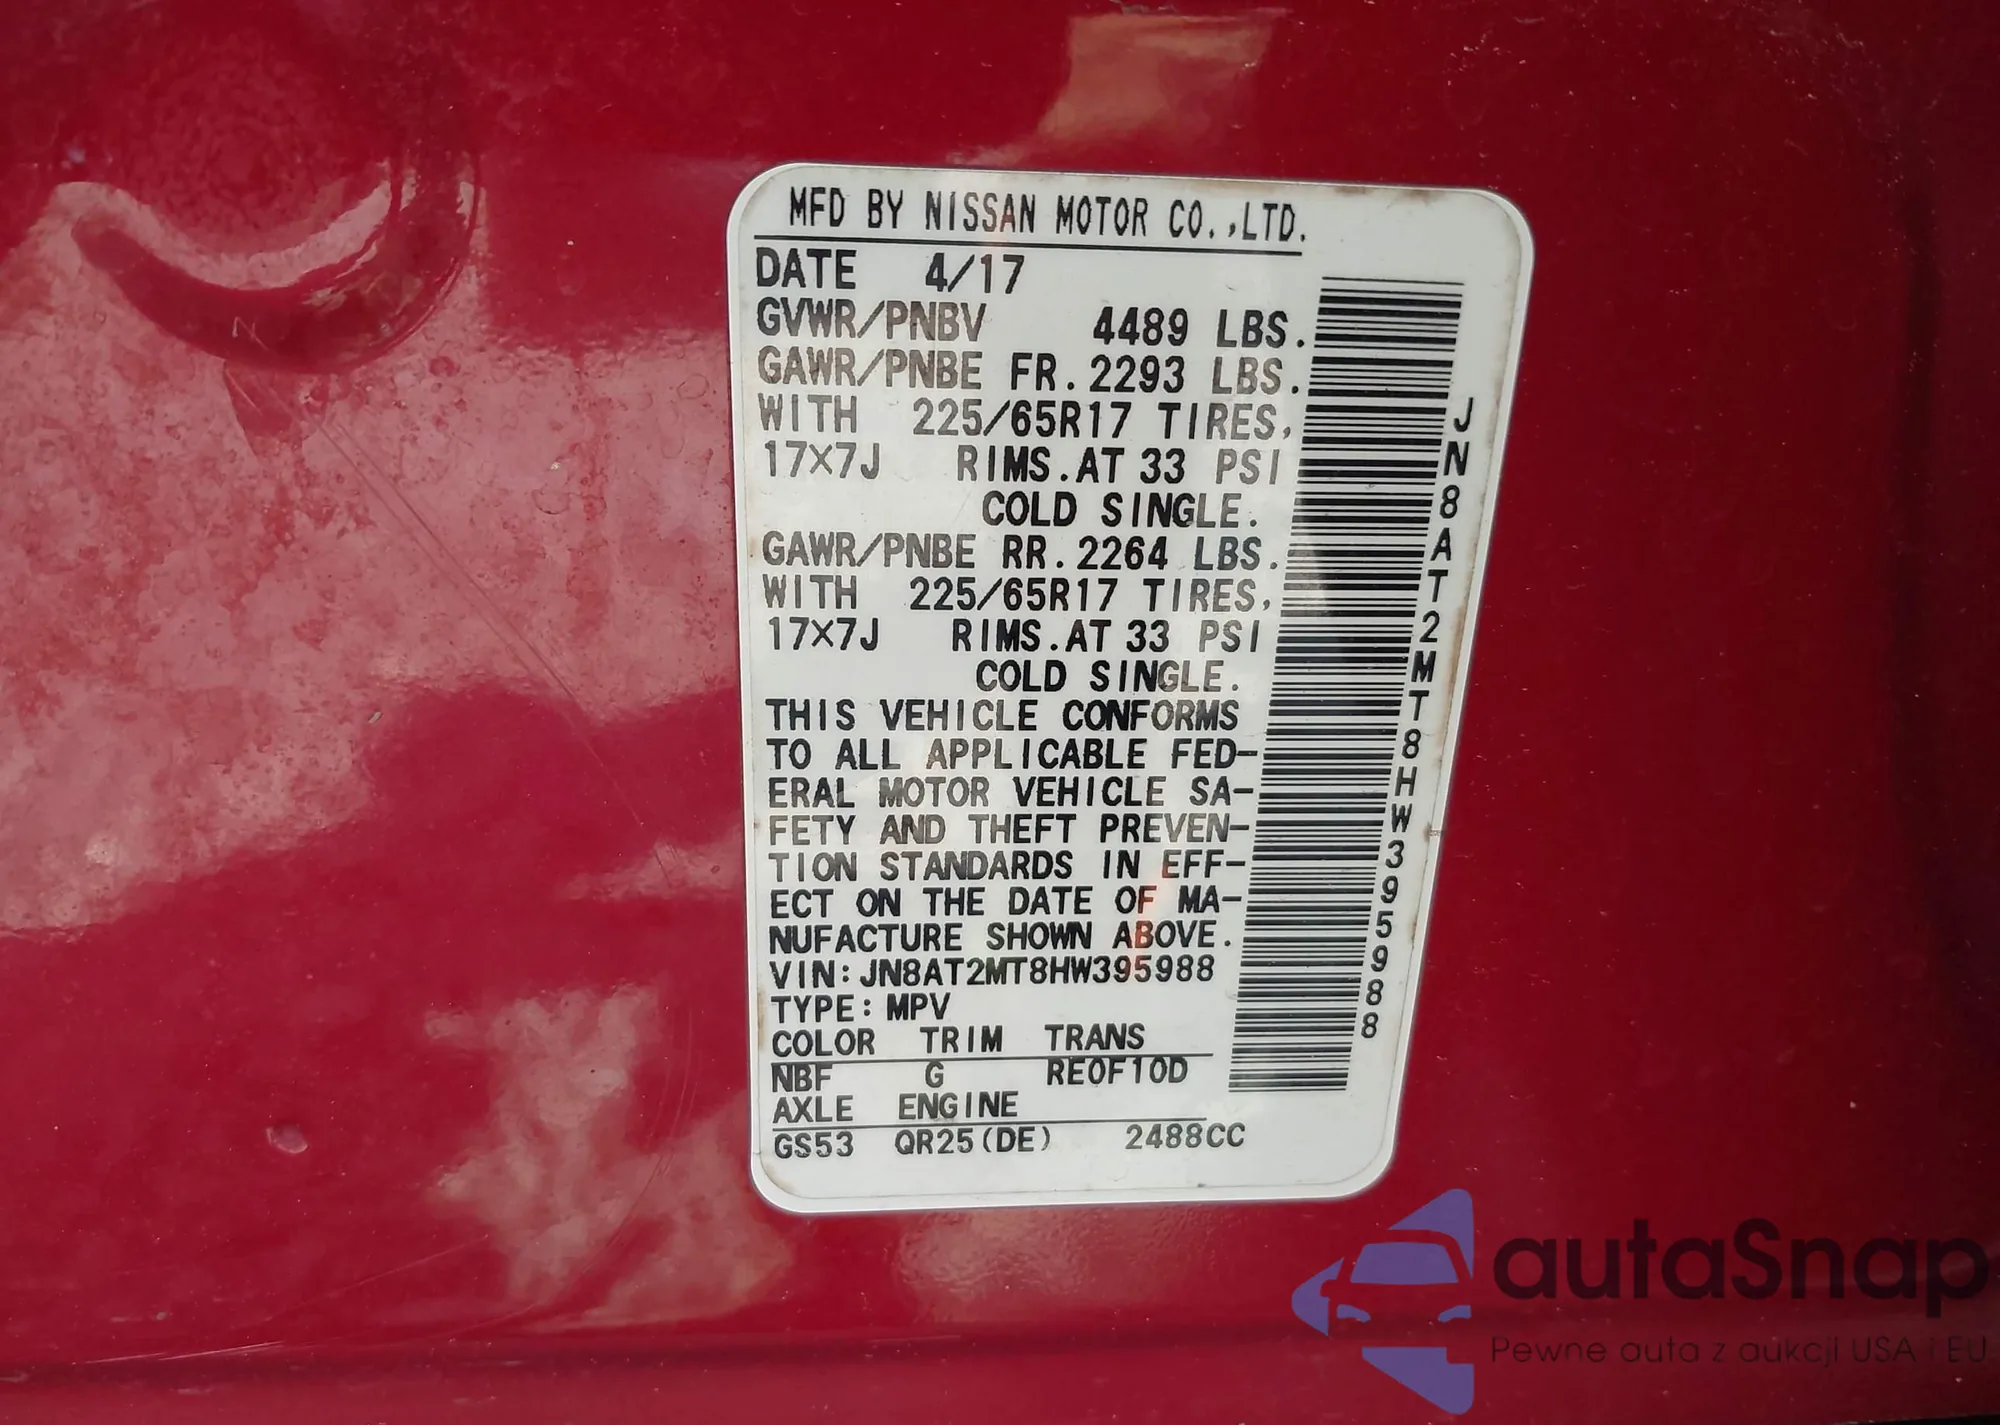 MFD BY NISSAN MOTOR CO.,LTD.
DATE 4/17
GVWR/PNBV 4489 LBS.
GAWR/PNBE FR.2293 LBS.
WITH 225/65R17 TIRES,
17X7J RIMS.AT 33 PSI
COLD SINGLE.
GAWR/PNBE RR.2264 LBS.
WITH 225/65R17 TIRES,
17X7J RIMS.AT 33 PSI
COLD SINGLE.
THIS VEHICLE CONFORMS
TO ALL APPLICABLE FED-
ERAL MOTOR VEHICLE SA-
FETY AND THEFT PREVEN-
TION STANDARDS IN EFF-
ECT ON THE DATE OF MA-
NUFACTURE SHOWN ABOVE.
VIN:JN8AT2MT8HW395988
TYPE:MPV
COLOR TRIM TRANS
NBF G RE0F10D
AXLE ENGINE
GS53 QR25(DE) 2488CC
JN8AT2MT8HW395988
autaSnap
Pewne auta z aukcji USA i EU